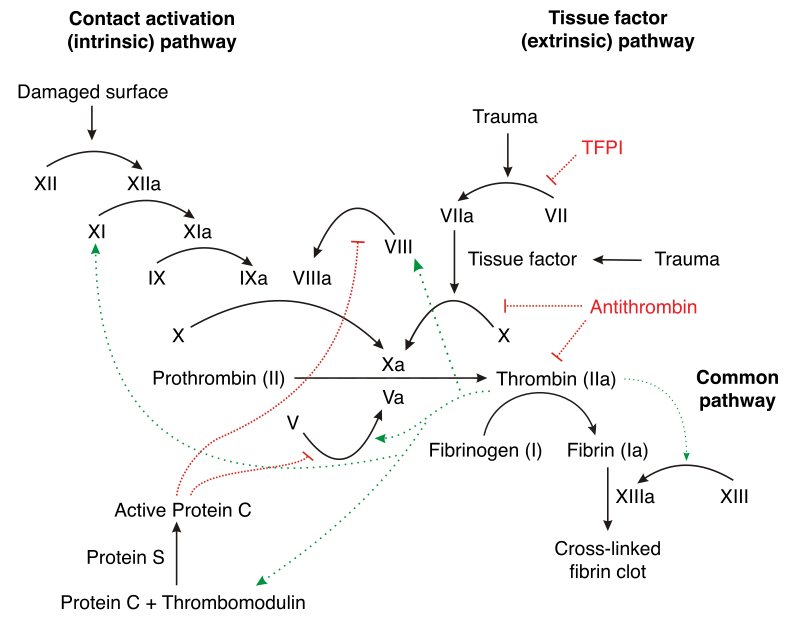 Contact activation
(intrinsic) pathway
Tissue factor
(extrinsic) pathway
Damaged surface
Trauma
TFPI
XII
XIIa
VIIa
VII
XI
XIa
VIII
Tissue factor
Trauma
IX
IXa
VIIIa
Antithrombin
X
X
Xa
Prothrombin (II)
Thrombin (IIa)
Common
pathway
Va
V
Fibrinogen (I)
Fibrin (Ia)
XIIIa
XIII
Active Protein C
Cross-linked
fibrin clot
Protein S
Protein C + Thrombomodulin